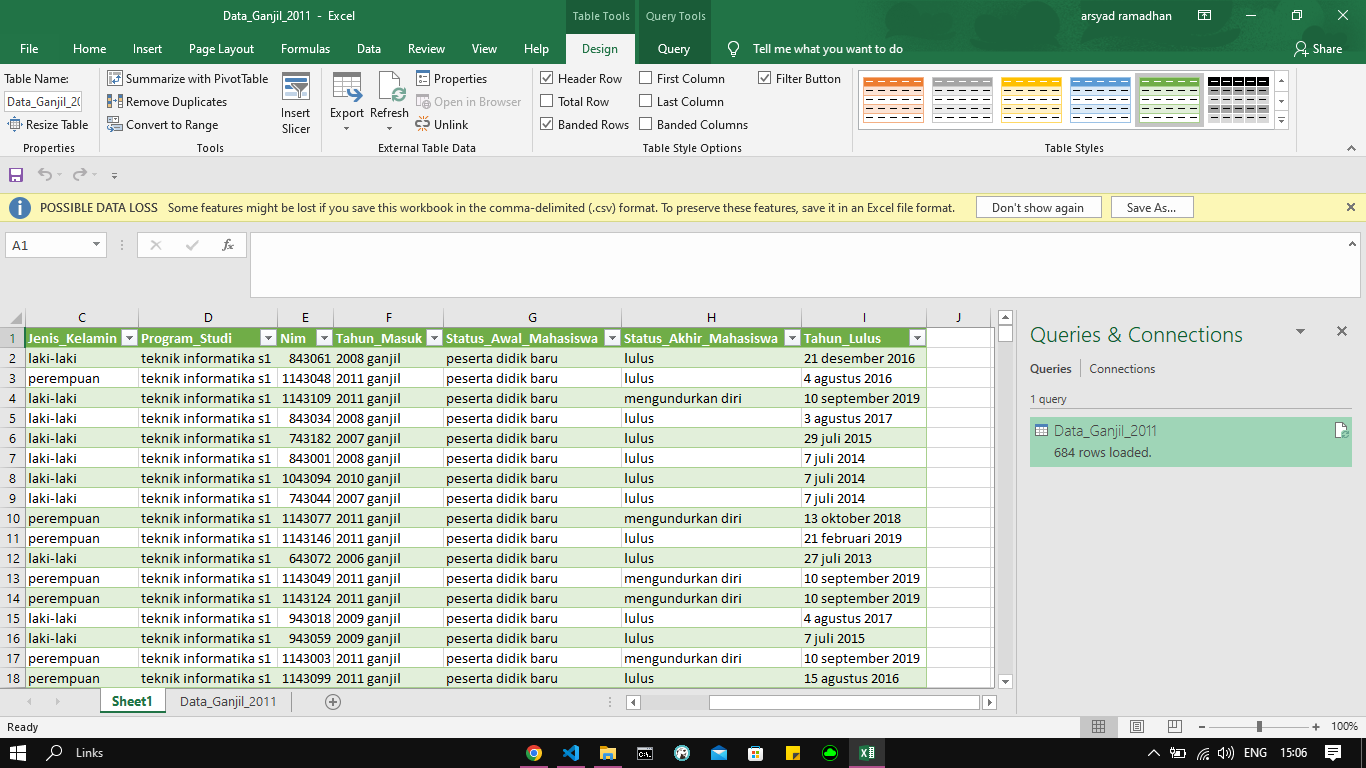 Data_Ganjil_2011 - Excel
Table Tools
Query Tools
arsyad ramadhan
File Home Insert Page Layout Formulas Data Review View Help Design Query Tell me what you want to do Share
Table Name:
Data_Ganjil_20
Resize Table
Properties
Summarize with PivotTable
Remove Duplicates
Convert to Range
Insert Slicer
Tools
Export
Refresh
Properties
Open in Browser
Unlink
External Table Data
Header Row
First Column
Filter Button
Total Row
Last Column
Banded Rows
Banded Columns
Table Style Options
Table Styles
POSSIBLE DATA LOSS Some features might be lost if you save this workbook in the comma-delimited (.csv) format. To preserve these features, save it in an Excel file format. Don't show again Save As...
A1
fx
C D E F G H I J
1 Jenis_Kelamin Program_Studi Nim Tahun_Masuk Status_Awal_Mahasiswa Status_Akhir_Mahasiswa Tahun_Lulus
2 laki-laki teknik informatika s1 843061 2008 ganjil peserta didik baru lulus 21 desember 2016
3 perempuan teknik informatika s1 1143048 2011 ganjil peserta didik baru lulus 4 agustus 2016
4 laki-laki teknik informatika s1 1143109 2011 ganjil peserta didik baru mengundurkan diri 10 september 2019
5 laki-laki teknik informatika s1 843034 2008 ganjil peserta didik baru lulus 3 agustus 2017
6 laki-laki teknik informatika s1 743182 2007 ganjil peserta didik baru lulus 29 juli 2015
7 laki-laki teknik informatika s1 843001 2008 ganjil peserta didik baru lulus 7 juli 2014
8 laki-laki teknik informatika s1 1043094 2010 ganjil peserta didik baru lulus 7 juli 2014
9 laki-laki teknik informatika s1 743044 2007 ganjil peserta didik baru lulus 7 juli 2014
10 perempuan teknik informatika s1 1143077 2011 ganjil peserta didik baru mengundurkan diri 13 oktober 2018
11 perempuan teknik informatika s1 1143146 2011 ganjil peserta didik baru lulus 21 februari 2019
12 laki-laki teknik informatika s1 643072 2006 ganjil peserta didik baru lulus 27 juli 2013
13 perempuan teknik informatika s1 1143049 2011 ganjil peserta didik baru mengundurkan diri 10 september 2019
14 perempuan teknik informatika s1 1143124 2011 ganjil peserta didik baru mengundurkan diri 10 september 2019
15 laki-laki teknik informatika s1 943018 2009 ganjil peserta didik baru lulus 4 agustus 2017
16 laki-laki teknik informatika s1 943059 2009 ganjil peserta didik baru lulus 7 juli 2015
17 perempuan teknik informatika s1 1143003 2011 ganjil peserta didik baru mengundurkan diri 10 september 2019
18 perempuan teknik informatika s1 1143099 2011 ganjil peserta didik baru lulus 15 agustus 2016
Queries & Connections
Queries Connections
1 query
Data_Ganjil_2011
684 rows loaded.
Sheet1 Data_Ganjil_2011
Ready
100%
Links
ENG 15:06